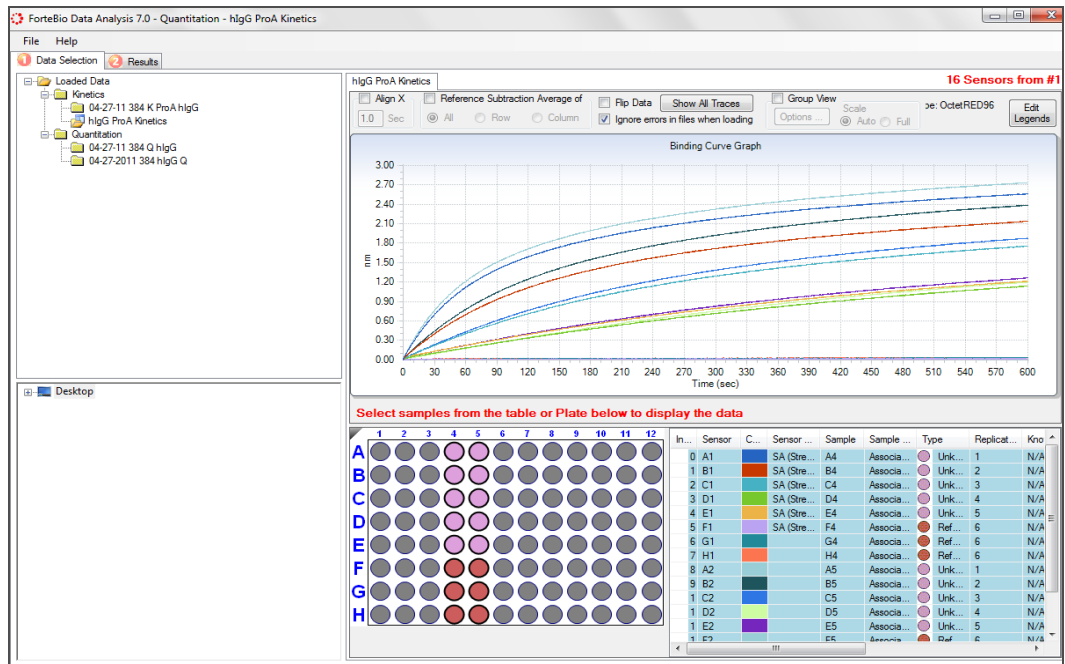 ForteBio Data Analysis 7.0 - Quantitation - hIgG ProA Kinetics
File Help
1 Data Selection 2 Results
Loaded Data
Kinetics
04-27-11 384 K ProA hIgG
hIgG ProA Kinetics
Quantitation
04-27-11 384 Q hIgG
04-27-2011 384 hIgG Q
Desktop
hIgG ProA Kinetics 16 Sensors from #1
Align X Reference Subtraction Average of Flip Data Show All Traces Group View Scale pe: OctetRED96 Edit Legends
1.0 Sec All Row Column Ignore errors in files when loading Options ... Auto Full
Binding Curve Graph
3.00
2.70
2.40
2.10
1.80
1.50
1.20
0.90
0.60
0.30
0.00
nm
0 30 60 90 120 150 180 210 240 270 300 330 360 390 420 450 480 510 540 570 600
Time (sec)
Select samples from the table or Plate below to display the data
1 2 3 4 5 6 7 8 9 10 11 12
A
B
C
D
E
F
G
H
In... Sensor C... Sensor ... Sample Sample ... Type Replicat... Kno
0 A1 SA (Stre... A4 Associa... Unk... 1 N/A
1 B1 SA (Stre... B4 Associa... Unk... 2 N/A
2 C1 SA (Stre... C4 Associa... Unk... 3 N/A
3 D1 SA (Stre... D4 Associa... Unk... 4 N/A
4 E1 SA (Stre... E4 Associa... Unk... 5 N/A
5 F1 SA (Stre... F4 Associa... Ref... 6 N/A
6 G1 G4 Associa... Ref... 6 N/A
7 H1 H4 Associa... Ref... 6 N/A
8 A2 A5 Associa... Unk... 1 N/A
9 B2 B5 Associa... Unk... 2 N/A
1 C2 C5 Associa... Unk... 3 N/A
1 D2 D5 Associa... Unk... 4 N/A
1 E2 E5 Associa... Unk... 5 N/A
1 F2 F5 Associa... Ref... 6 N/A